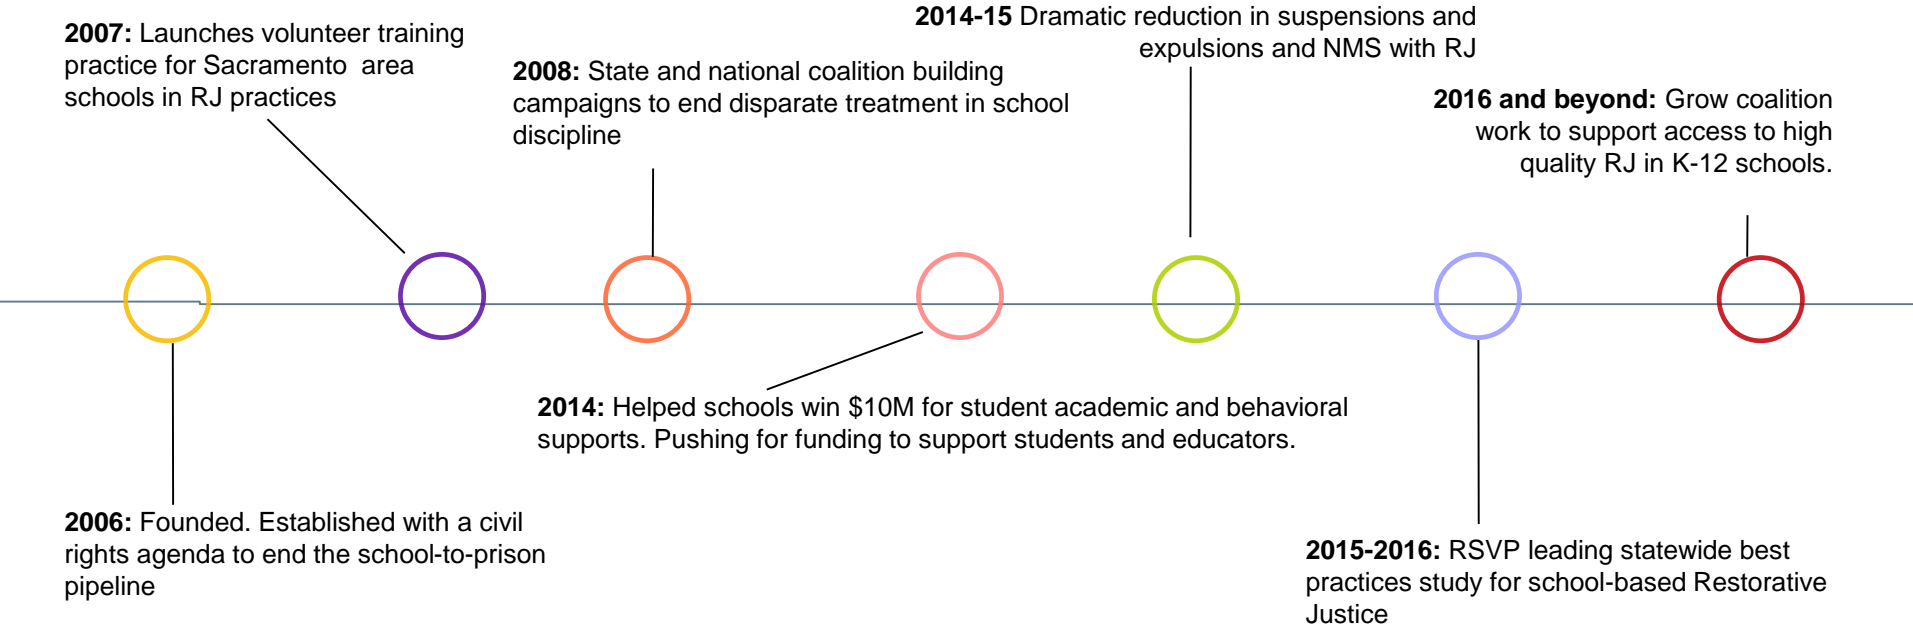 2007: Launches volunteer training
practice for Sacramento  area
schools in RJ practices
2008: State and national coalition building
campaigns to end disparate treatment in school
discipline
2014-15 Dramatic reduction in suspensions and
expulsions and NMS with RJ
2016 and beyond: Grow coalition
work to support access to high
quality RJ in K-12 schools.
2014: Helped schools win $10M for student academic and behavioral
supports. Pushing for funding to support students and educators.
2006: Founded. Established with a civil
rights agenda to end the school-to-prison
pipeline
2015-2016: RSVP leading statewide best
practices study for school-based Restorative
Justice